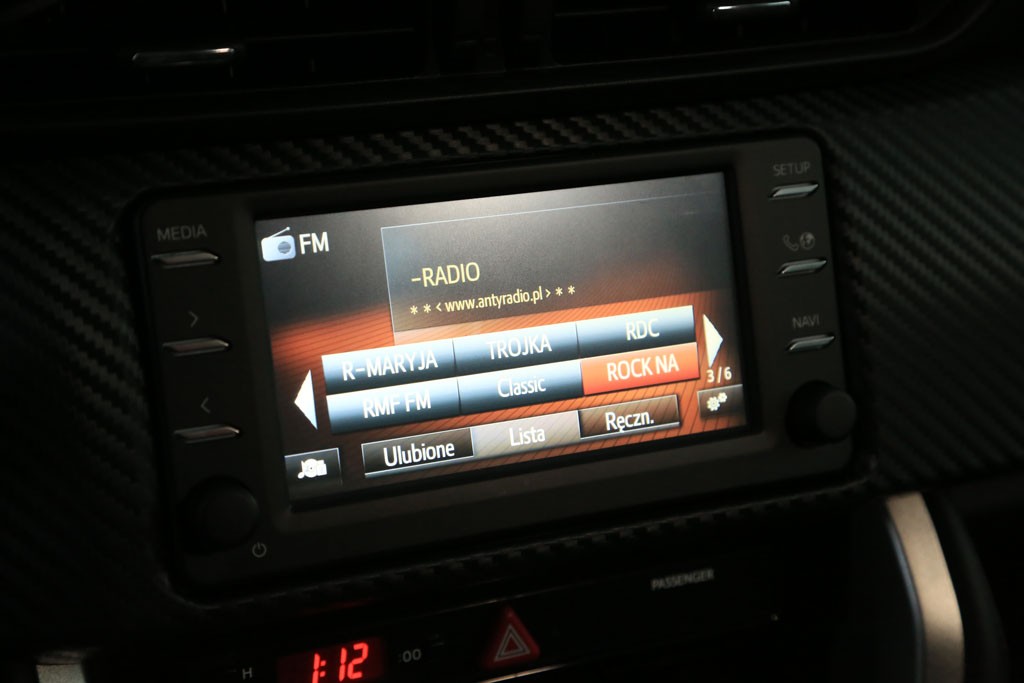 MEDIA
SETUP
FM
-RADIO
* * < www.antyradio.pl > * *
R-MARYJA TROJKA RDC
RMF FM Classic ROCK NA
3/6
Ulubione Lista Ręczn.
NAVI
PASSENGER
H 1:12 :00